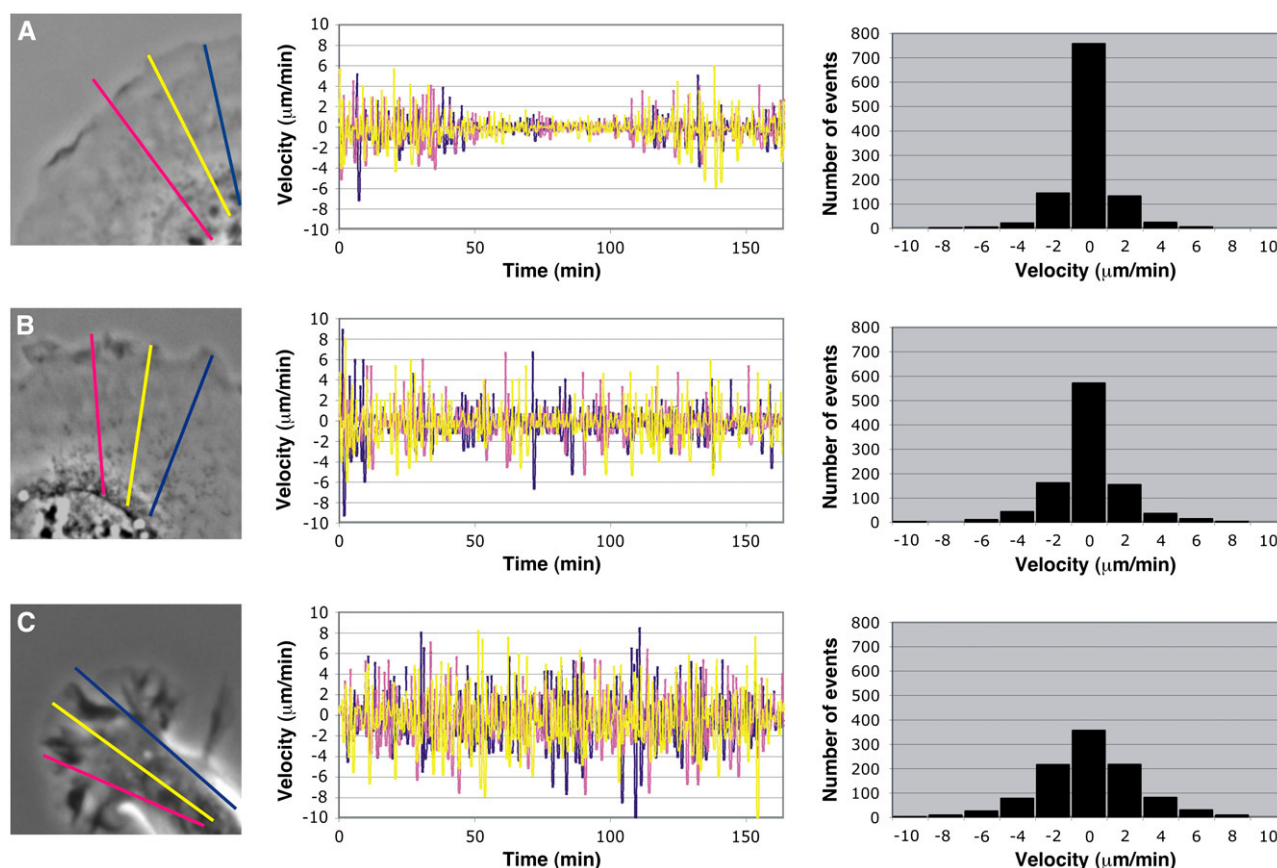 A
Velocity (µm/min)
10
8
6
4
2
0
-2
-4
-6
-8
-10
0 50 100 150
Time (min)
Number of events
800
700
600
500
400
300
200
100
0
-10 -8 -6 -4 -2 0 2 4 6 8 10
Velocity (µm/min)
B
Velocity (µm/min)
10
8
6
4
2
0
-2
-4
-6
-8
-10
0 50 100 150
Time (min)
Number of events
800
700
600
500
400
300
200
100
0
-10 -8 -6 -4 -2 0 2 4 6 8 10
Velocity (µm/min)
C
Velocity (µm/min)
10
8
6
4
2
0
-2
-4
-6
-8
-10
0 50 100 150
Time (min)
Number of events
800
700
600
500
400
300
200
100
0
-10 -8 -6 -4 -2 0 2 4 6 8 10
Velocity (µm/min)